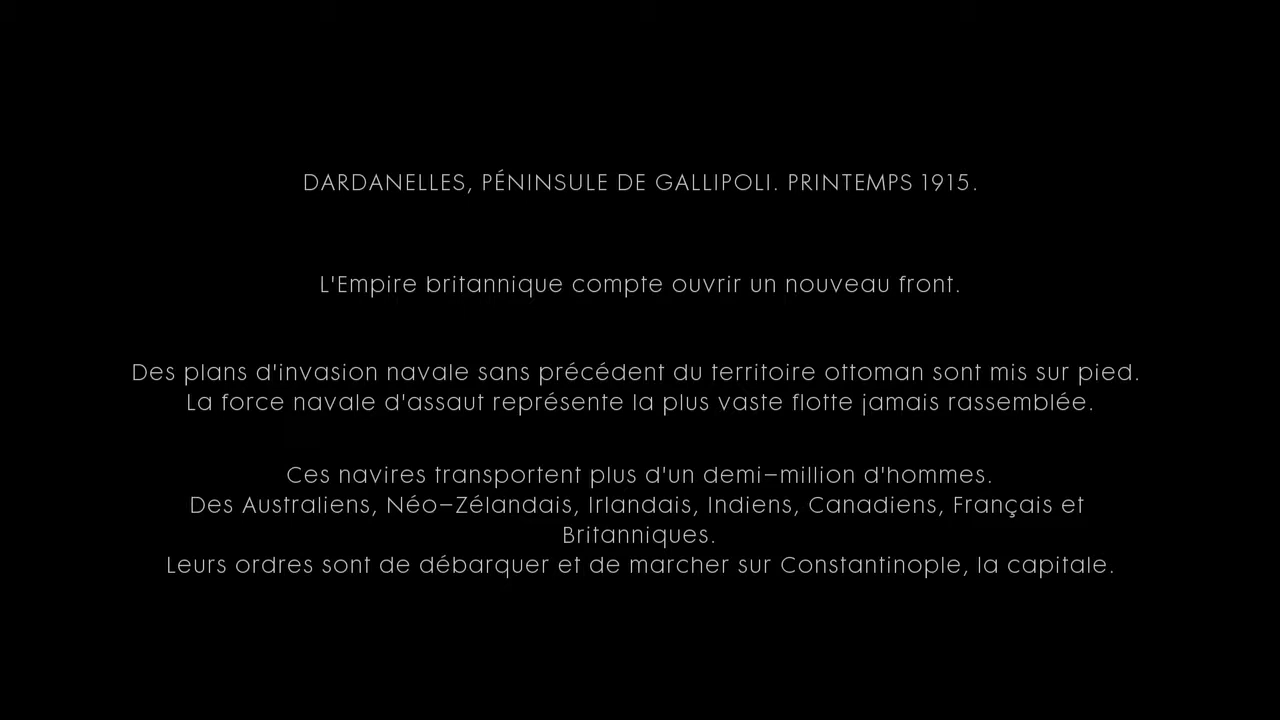 DARDANELLES, PÉNINSULE DE GALLIPOLI. PRINTEMPS 1915.
L'Empire britannique compte ouvrir un nouveau front.
Des plans d'invasion navale sans précédent du territoire ottoman sont mis sur pied.
La force navale d'assaut représente la plus vaste flotte jamais rassemblée.
Ces navires transportent plus d'un demi-million d'hommes.
Des Australiens, Néo-Zélandais, Irlandais, Indiens, Canadiens, Français et
Britanniques.
Leurs ordres sont de débarquer et de marcher sur Constantinople, la capitale.